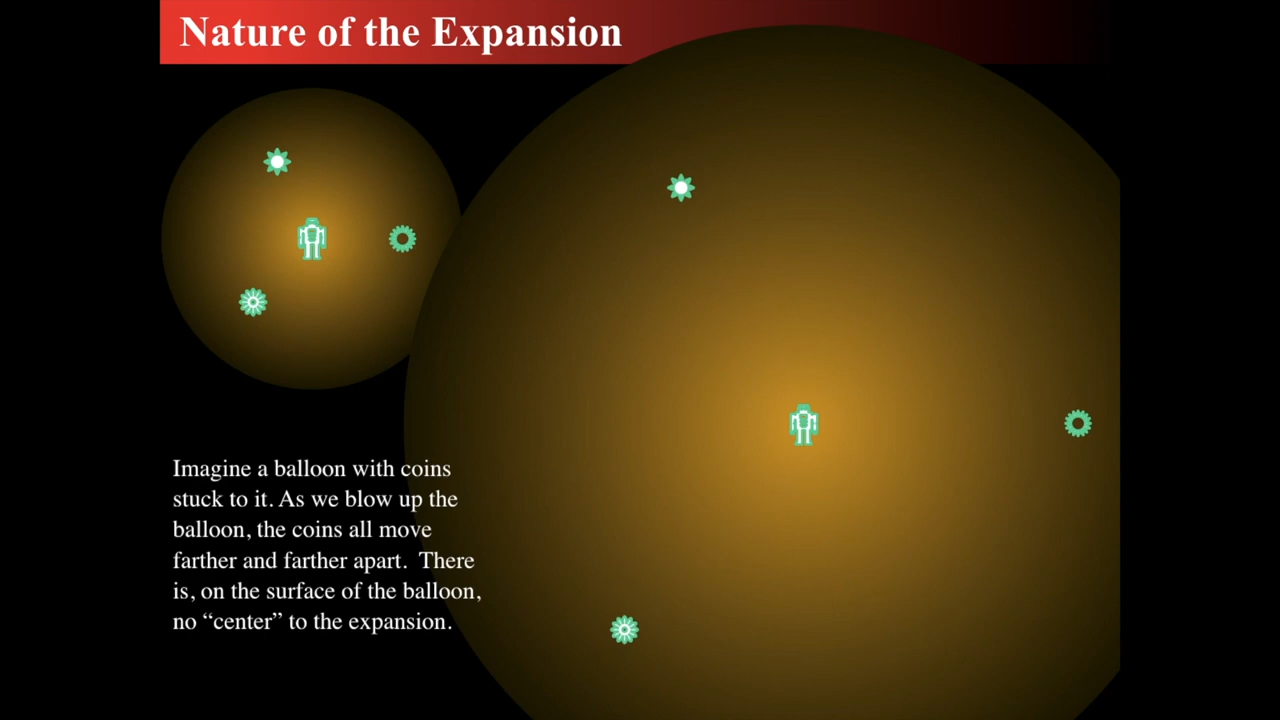 Nature of the Expansion
Imagine a balloon with coins
stuck to it. As we blow up the
balloon, the coins all move
farther and farther apart.  There
is, on the surface of the balloon,
no “center” to the expansion.